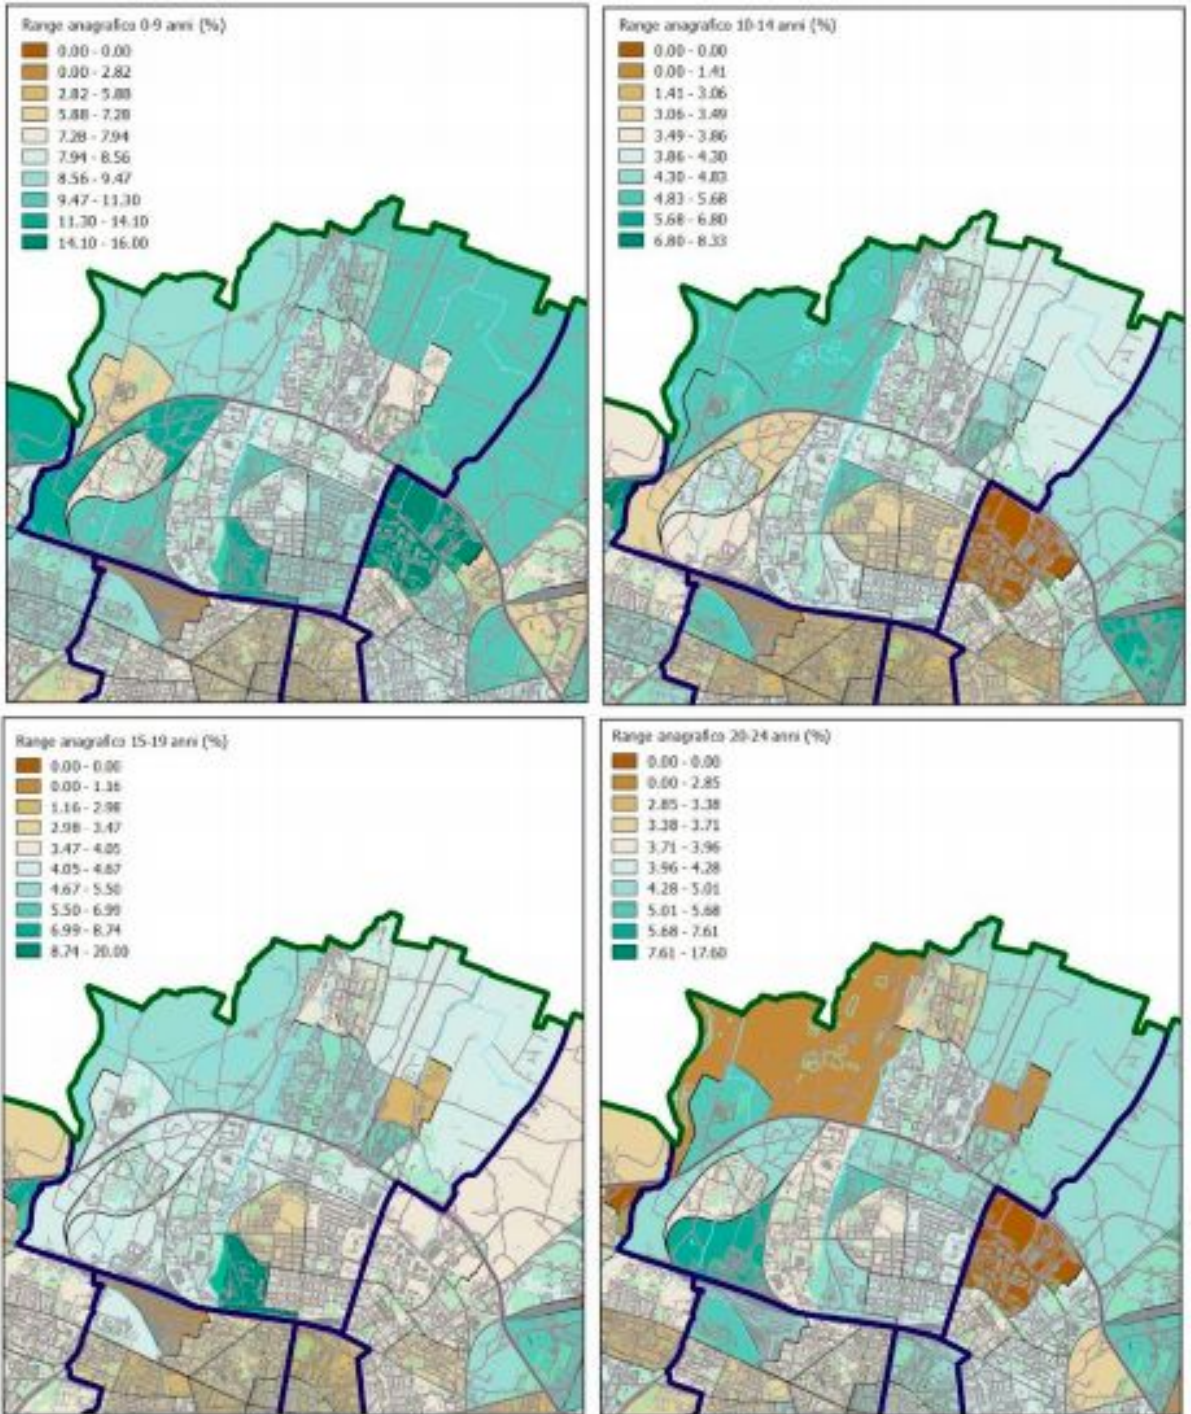 Range anagrafico 0-9 anni (%)
0.00 - 0.00
0.00 - 2.82
2.82 - 5.88
5.88 - 7.28
7.28 - 7.94
7.94 - 8.56
8.56 - 9.47
9.47 - 11.30
11.30 - 14.10
14.10 - 16.00
Range anagrafico 10-14 anni (%)
0.00 - 0.00
0.00 - 1.41
1.41 - 3.06
3.06 - 3.49
3.49 - 3.86
3.86 - 4.30
4.30 - 4.83
4.83 - 5.68
5.68 - 6.80
6.80 - 8.33
Range anagrafico 15-19 anni (%)
0.00 - 0.00
0.00 - 1.16
1.16 - 2.98
2.98 - 3.47
3.47 - 4.05
4.05 - 4.67
4.67 - 5.50
5.50 - 6.99
6.99 - 8.74
8.74 - 20.00
Range anagrafico 20-24 anni (%)
0.00 - 0.00
0.00 - 2.85
2.85 - 3.38
3.38 - 3.71
3.71 - 3.96
3.96 - 4.28
4.28 - 5.01
5.01 - 5.68
5.68 - 7.61
7.61 - 17.60